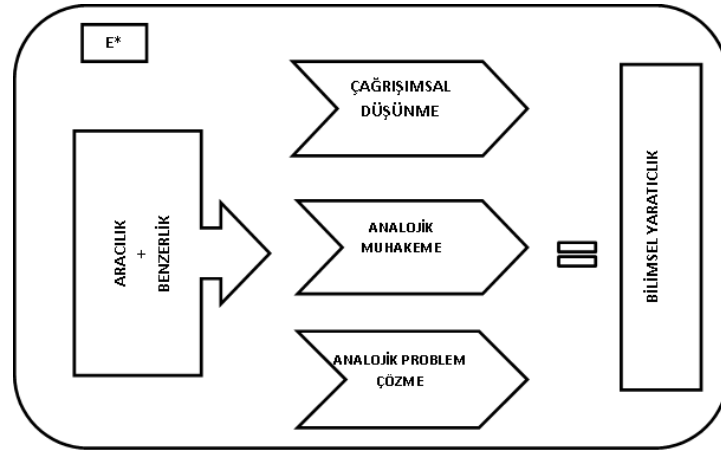 E*
ARACILIK
+
BENZERLİK
ÇAĞRIŞIMSAL
DÜŞÜNME
ANALOJİK
MUHAKEME
ANALOJİK PROBLEM
ÇÖZME
BİLİMSEL YARATICLIK